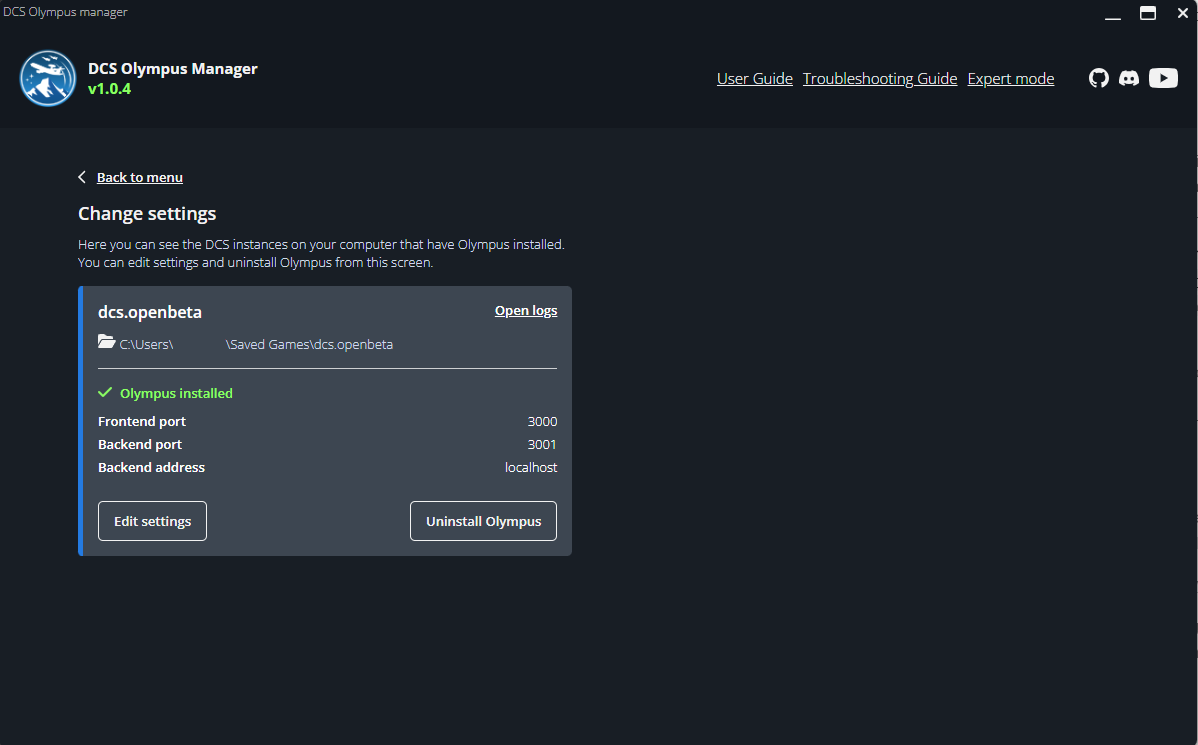 DCS Olympus manager
DCS Olympus Manager
v1.0.4
User Guide Troubleshooting Guide Expert mode
Back to menu
Change settings
Here you can see the DCS instances on your computer that have Olympus installed.
You can edit settings and uninstall Olympus from this screen.
dcs.openbeta Open logs
C:\Users\ \Saved Games\dcs.openbeta
Olympus installed
Frontend port 3000
Backend port 3001
Backend address localhost
Edit settings Uninstall Olympus